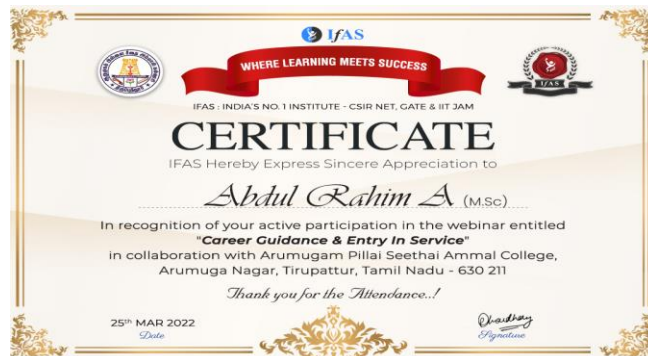 IfAS
WHERE LEARNING MEETS SUCCESS
IFAS
IFAS : INDIA'S NO. 1 INSTITUTE - CSIR NET, GATE & IIT JAM
CERTIFICATE
IFAS Hereby Express Sincere Appreciation to
Abdul Rahim A (M.Sc)
In recognition of your active participation in the webinar entitled
"Career Guidance & Entry In Service"
in collaboration with Arumugam Pillai Seethai Ammal College,
Arumuga Nagar, Tirupattur, Tamil Nadu - 630 211
Thank you for the Attendance..!
25th MAR 2022
Date
Signature